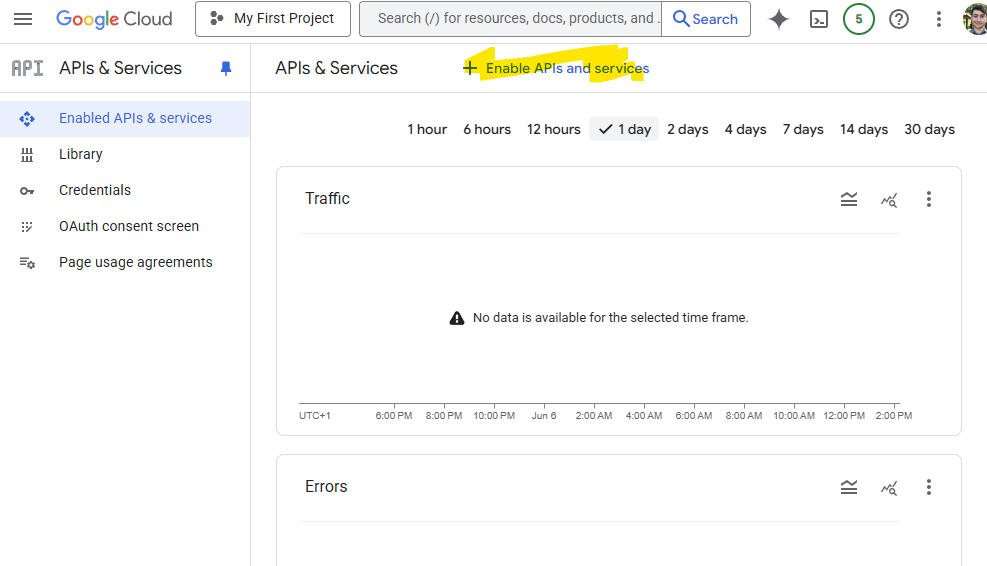 Google Cloud My First Project Search (/) for resources, docs, products, and . Search 5
API APIs & Services APIs & Services + Enable APIs and services
Enabled APIs & services
Library
Credentials
OAuth consent screen
Page usage agreements
1 hour 6 hours 12 hours 1 day 2 days 4 days 7 days 14 days 30 days
Traffic
No data is available for the selected time frame.
UTC+1 6:00 PM 8:00 PM 10:00 PM Jun 6 2:00 AM 4:00 AM 6:00 AM 8:00 AM 10:00 AM 12:00 PM 2:00 PM
Errors